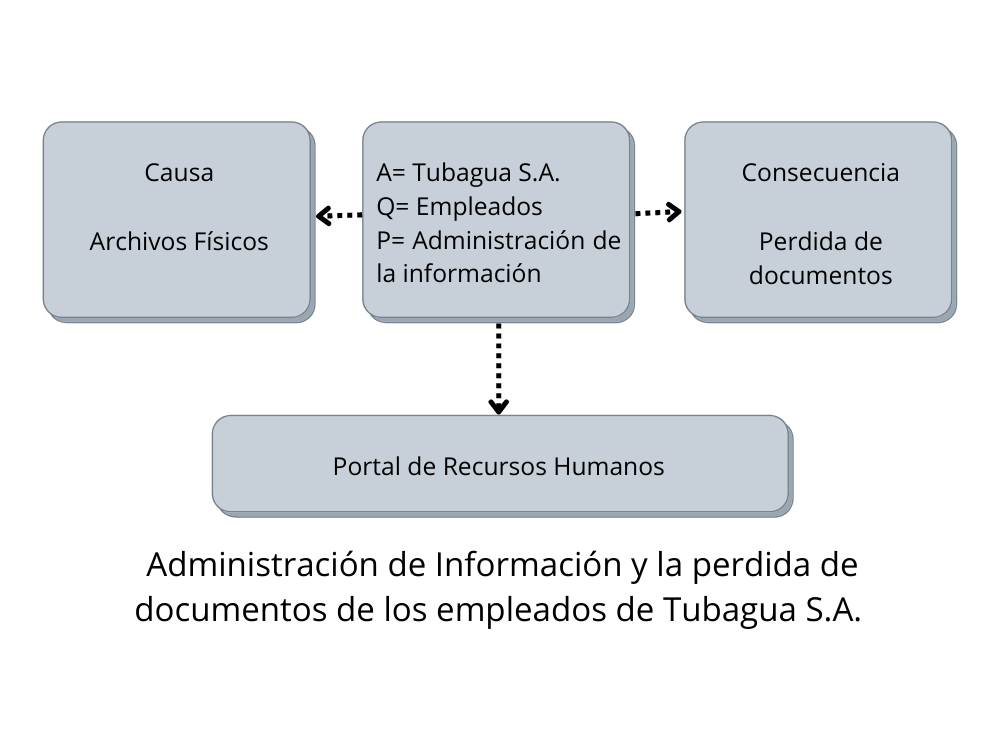 Causa
Archivos Físicos
A= Tubagua S.A.
Q= Empleados
P= Administración de
la información
Consecuencia
Perdida de
documentos
Portal de Recursos Humanos
Administración de Información y la perdida de
documentos de los empleados de Tubagua S.A.